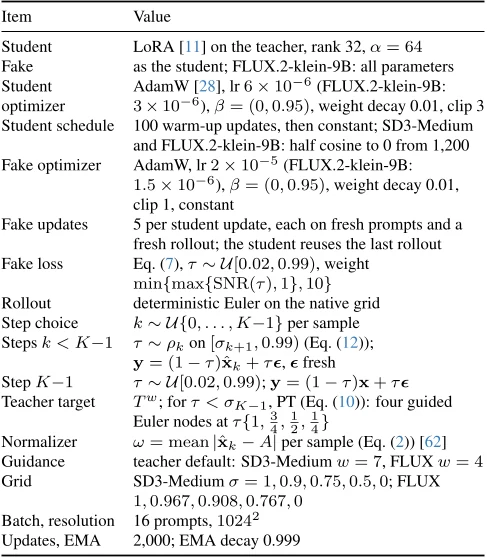 Item Value
Student LoRA [11] on the teacher, rank 32, α = 64
Fake as the student; FLUX.2-klein-9B: all parameters
Student AdamW [28], lr 6 × 10⁻⁶ (FLUX.2-klein-9B:
optimizer 3 × 10⁻⁶), β = (0, 0.95), weight decay 0.01, clip 3
Student schedule 100 warm-up updates, then constant; SD3-Medium
and FLUX.2-klein-9B: half cosine to 0 from 1,200
Fake optimizer AdamW, lr 2 × 10⁻⁵ (FLUX.2-klein-9B:
1.5 × 10⁻⁶), β = (0, 0.95), weight decay 0.01,
clip 1, constant
Fake updates 5 per student update, each on fresh prompts and a
fresh rollout; the student reuses the last rollout
Fake loss Eq. (7), τ ∼ U[0.02, 0.99), weight
min{max{SNR(τ), 1}, 10}
Rollout deterministic Euler on the native grid
Step choice k ∼ U{0, . . . , K−1} per sample
Steps k < K−1 τ ∼ ρₖ on [σₖ₊₁, 0.99) (Eq. (12));
y = (1 − τ)x̂ₖ + τϵ, ϵ fresh
Step K−1 τ ∼ U[0.02, 0.99); y = (1 − τ)x + τϵ
Teacher target Tʷ; for τ < σ_{K−1}, PT (Eq. (10)): four guided
Euler nodes at τ{1, 3/4, 1/2, 1/4}
Normalizer ω = mean |x̂ₖ − A| per sample (Eq. (2)) [62]
Guidance teacher default: SD3-Medium w = 7, FLUX w = 4
Grid SD3-Medium σ = 1, 0.9, 0.75, 0.5, 0; FLUX
1, 0.967, 0.908, 0.767, 0
Batch, resolution 16 prompts, 1024²
Updates, EMA 2,000; EMA decay 0.999